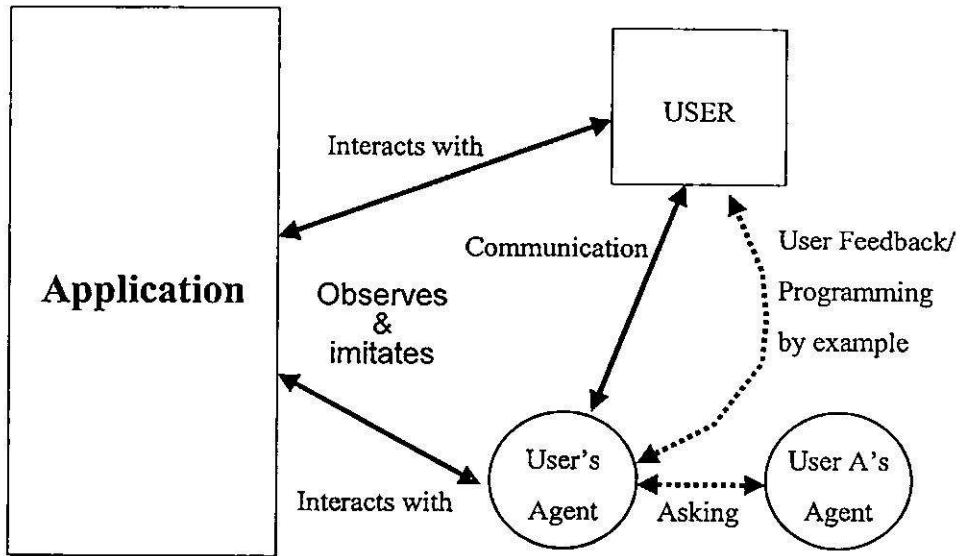 USER
Interacts with
Communication
User Feedback/
Programming
by example
Application
Observes
&
imitates
Interacts with
User's
Agent
Asking
User A's
Agent